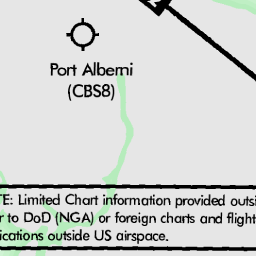 Port Alberni
(CBS8)
TE: Limited Chart information provided outsi
r to DoD (NGA) or foreign charts and flight
ications outside US airspace.